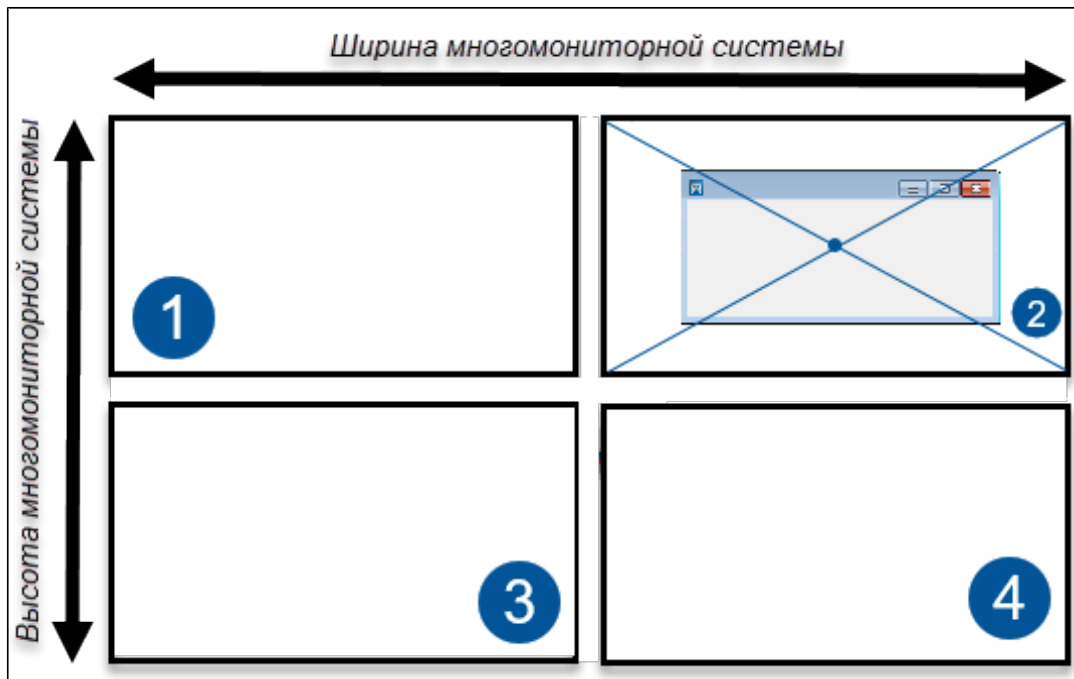 Ширина многомониторной системы
Высота многомониторной системы
1
2
3
4